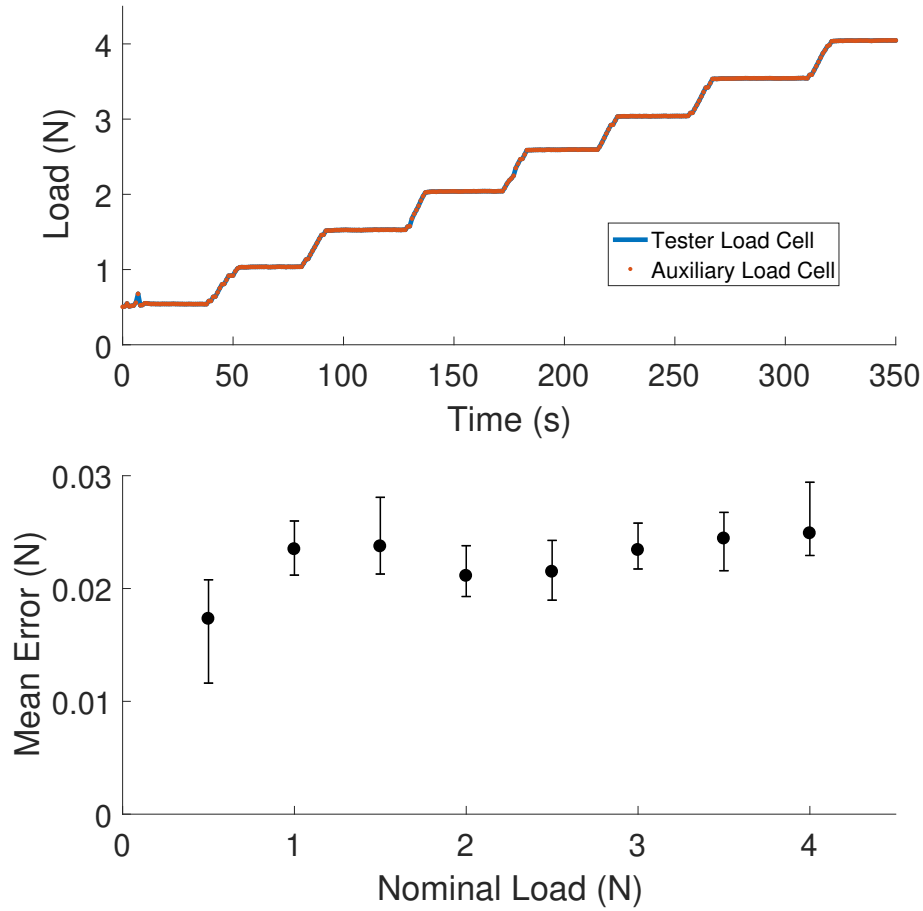 4
3
2
1
0
Load (N)
Tester Load Cell
Auxiliary Load Cell
0 50 100 150 200 250 300 350
Time (s)
0.03
0.02
0.01
0
Mean Error (N)
0 1 2 3 4
Nominal Load (N)